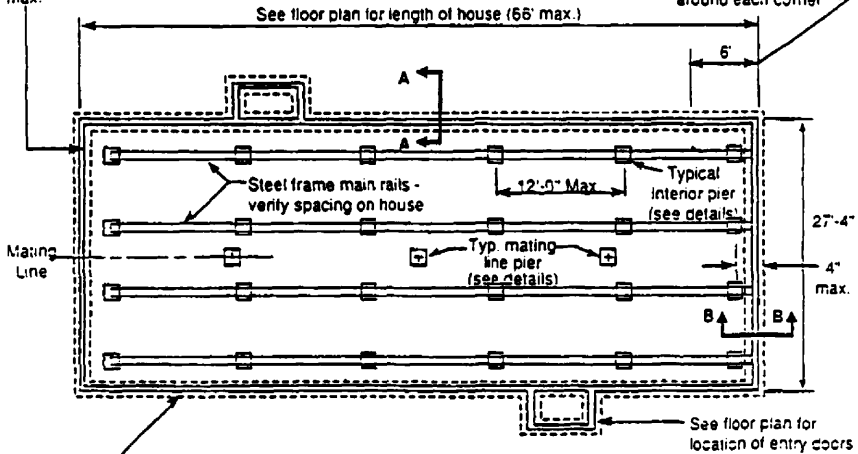 max.
See floor plan for length of house (66' max.)
around each corner
6'
A
A
Steel frame main rails -
verify spacing on house
12'-0" Max
Typical
Interior pier
(see details)
27'-4"
Mating
Line
Typ. mating
line pier
(see details)
4"
max.
B
B
See floor plan for
location of entry doors